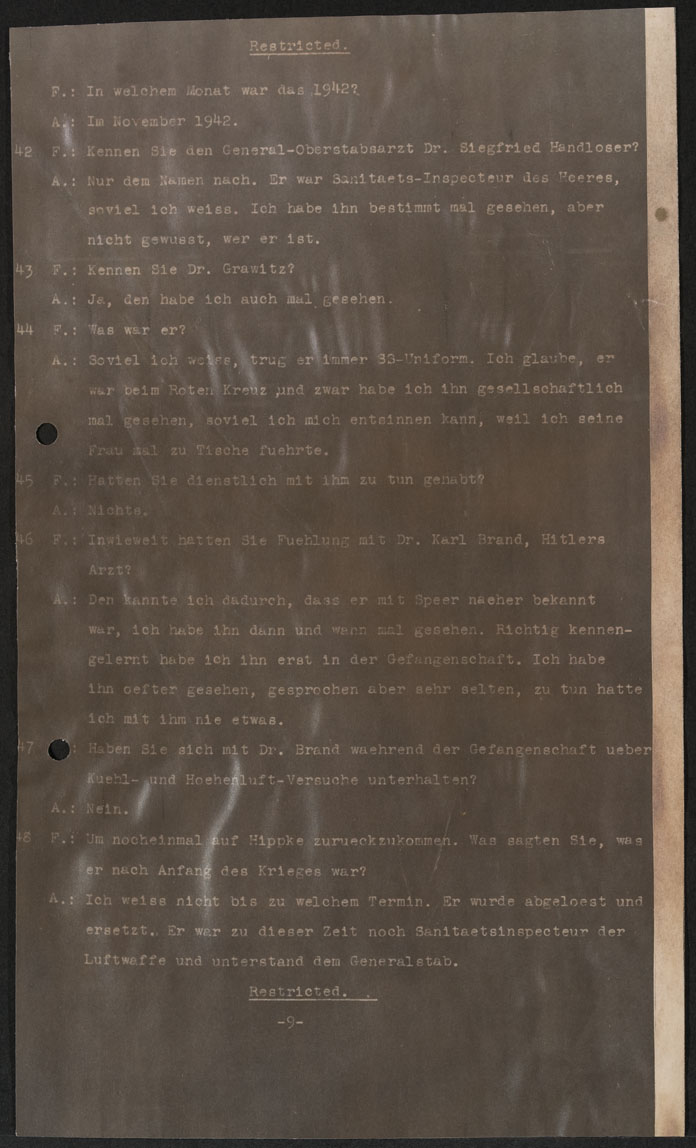 Restricted.
F.: In welchem Monat war das 1942?
A.: Im November 1942.
42 F.: Kennen Sie den General-Oberstabsarzt Dr. Siegfried Handloser?
A.: Nur dem Namen nach. Er war Sanitaets-Inspecteur des Heeres,
soviel ich weiss. Ich habe ihn bestimmt mal gesehen, aber
nicht gewusst, wer er ist.
43 F.: Kennen Sie Dr. Grawitz?
A.: Ja, den habe ich auch mal gesehen.
44 F.: Was war er?
A.: Soviel ich weiss, trug er immer SS-Uniform. Ich glaube, er
war beim Roten Kreuz und zwar habe ich ihn gesellschaftlich
mal gesehen, soviel ich mich entsinnen kann, weil ich seine
Frau mal zu Tische fuehrte.
45 F.: Hatten Sie dienstlich mit ihm zu tun gehabt?
A.: Nichts.
46 F.: Inwieweit hatten Sie Fuehlung mit Dr. Karl Brand, Hitlers
Arzt?
A.: Den kannte ich dadurch, dass er mit Speer naeher bekannt
war, ich habe ihn dann und wann mal gesehen. Richtig kennen-
gelernt habe ich ihn erst in der Gefangenschaft. Ich habe
ihn oefter gesehen, gesprochen aber sehr selten, zu tun hatte
ich mit ihm nie etwas.
47 : Haben Sie sich mit Dr. Brand waehrend der Gefangenschaft ueber
Kuehl- und Hoehenluft-Versuche unterhalten?
A.: Nein.
48 F.: Um nocheinmal auf Hippke zurueckzukommen. Was sagten Sie, was
er nach Anfang des Krieges war?
A.: Ich weiss nicht bis zu welchem Termin. Er wurde abgeloest und
ersetzt. Er war zu dieser Zeit noch Sanitaetsinspecteur der
Luftwaffe und unterstand dem Generalstab.
Restricted.
-9-